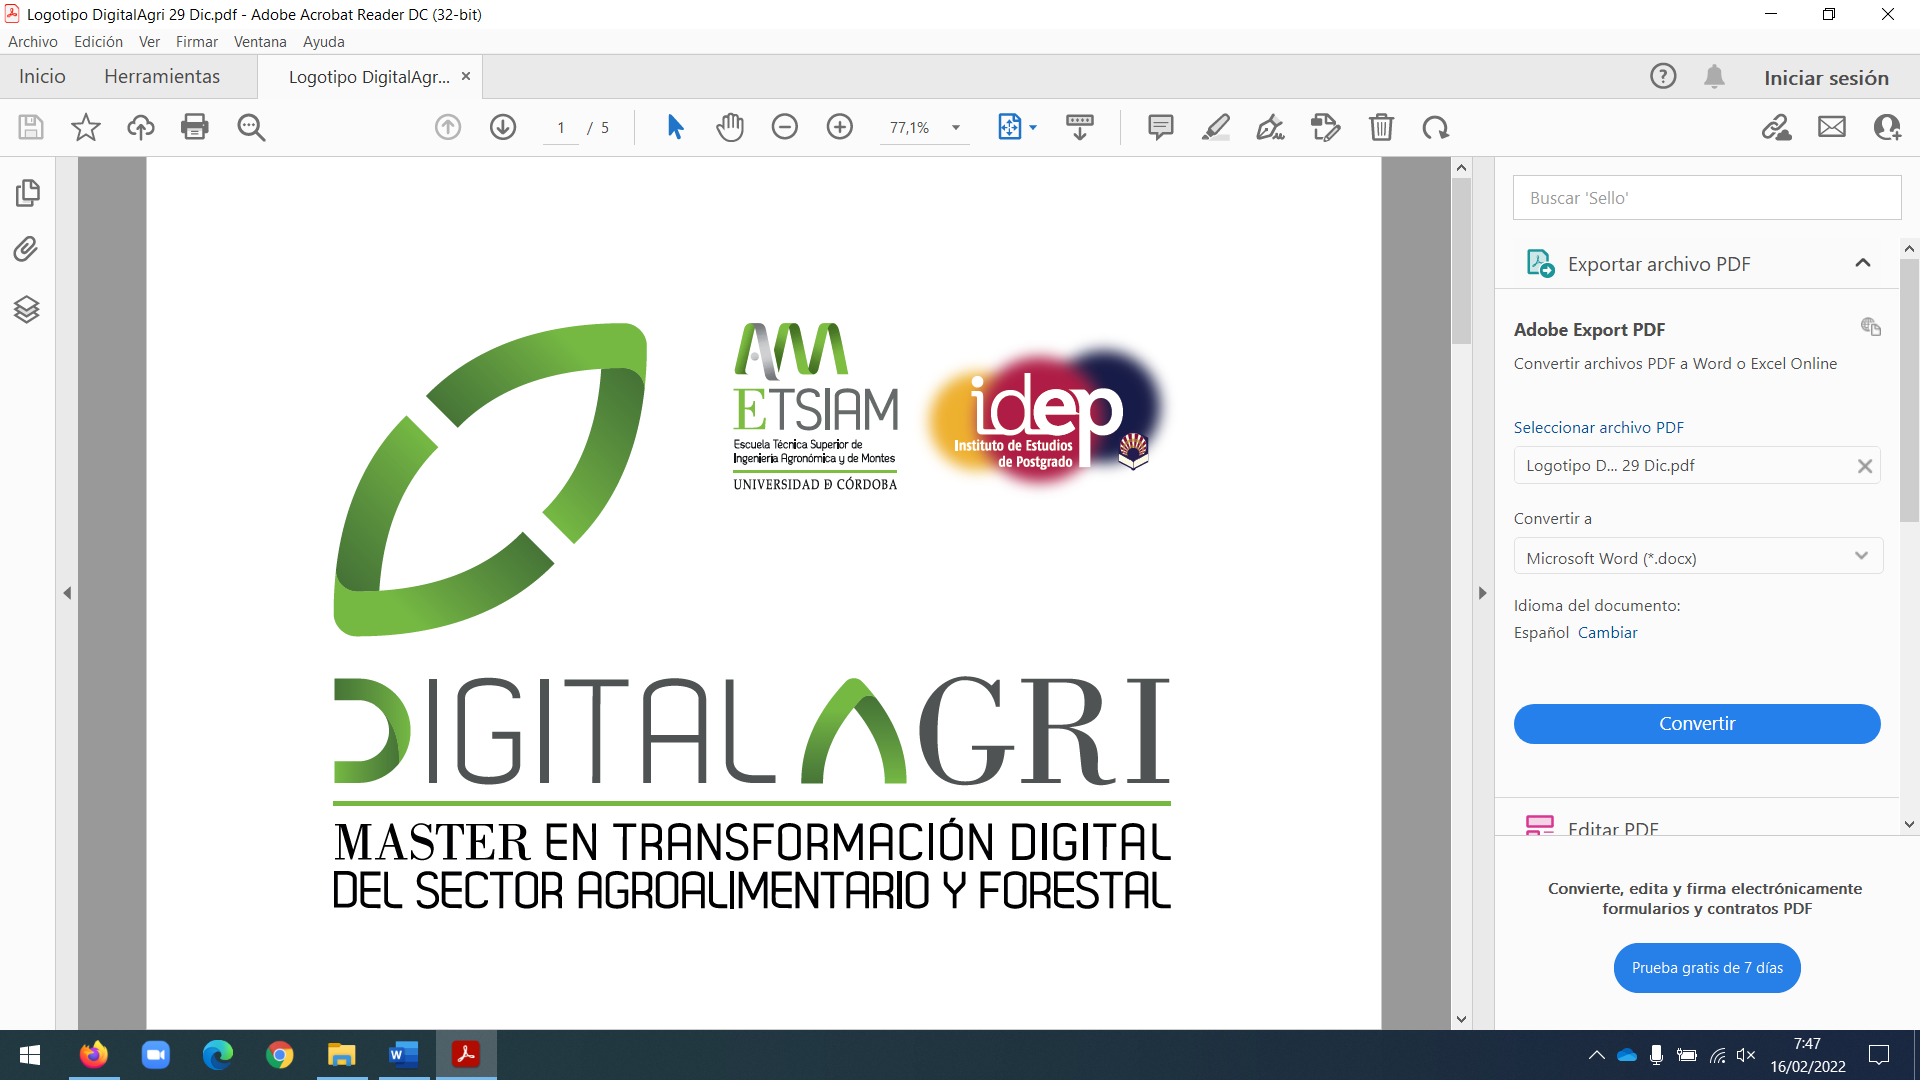 Logotipo DigitalAgri 29 Dic.pdf - Adobe Acrobat Reader DC (32-bit)
Archivo Edición Ver Firmar Ventana Ayuda
Inicio Herramientas Logotipo DigitalAgr... × Iniciar sesión
1 / 5 77,1%
Buscar 'Sello'
Exportar archivo PDF
Adobe Export PDF
Convertir archivos PDF a Word o Excel Online
Seleccionar archivo PDF
Logotipo D... 29 Dic.pdf
Convertir a
Microsoft Word (*.docx)
Idioma del documento:
Español Cambiar
Convertir
Editar PDF
Convierte, edita y firma electrónicamente
formularios y contratos PDF
Prueba gratis de 7 días
ETSIAM
Escuela Técnica Superior de
Ingeniería Agronómica y de Montes
UNIVERSIDAD D CÓRDOBA
idep
Instituto de Estudios
de Postgrado
DIGITALAGRI
MASTER EN TRANSFORMACIÓN DIGITAL
DEL SECTOR AGROALIMENTARIO Y FORESTAL
7:47
16/02/2022